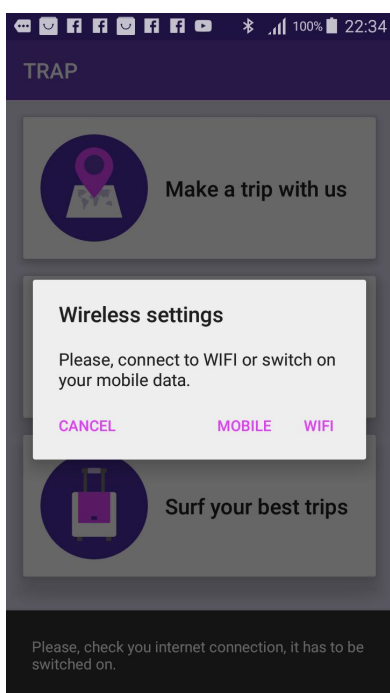 100% 22:34
TRAP
Make a trip with us
Wireless settings
Please, connect to WIFI or switch on
your mobile data.
CANCEL MOBILE WIFI
Surf your best trips
Please, check you internet connection, it has to be
switched on.